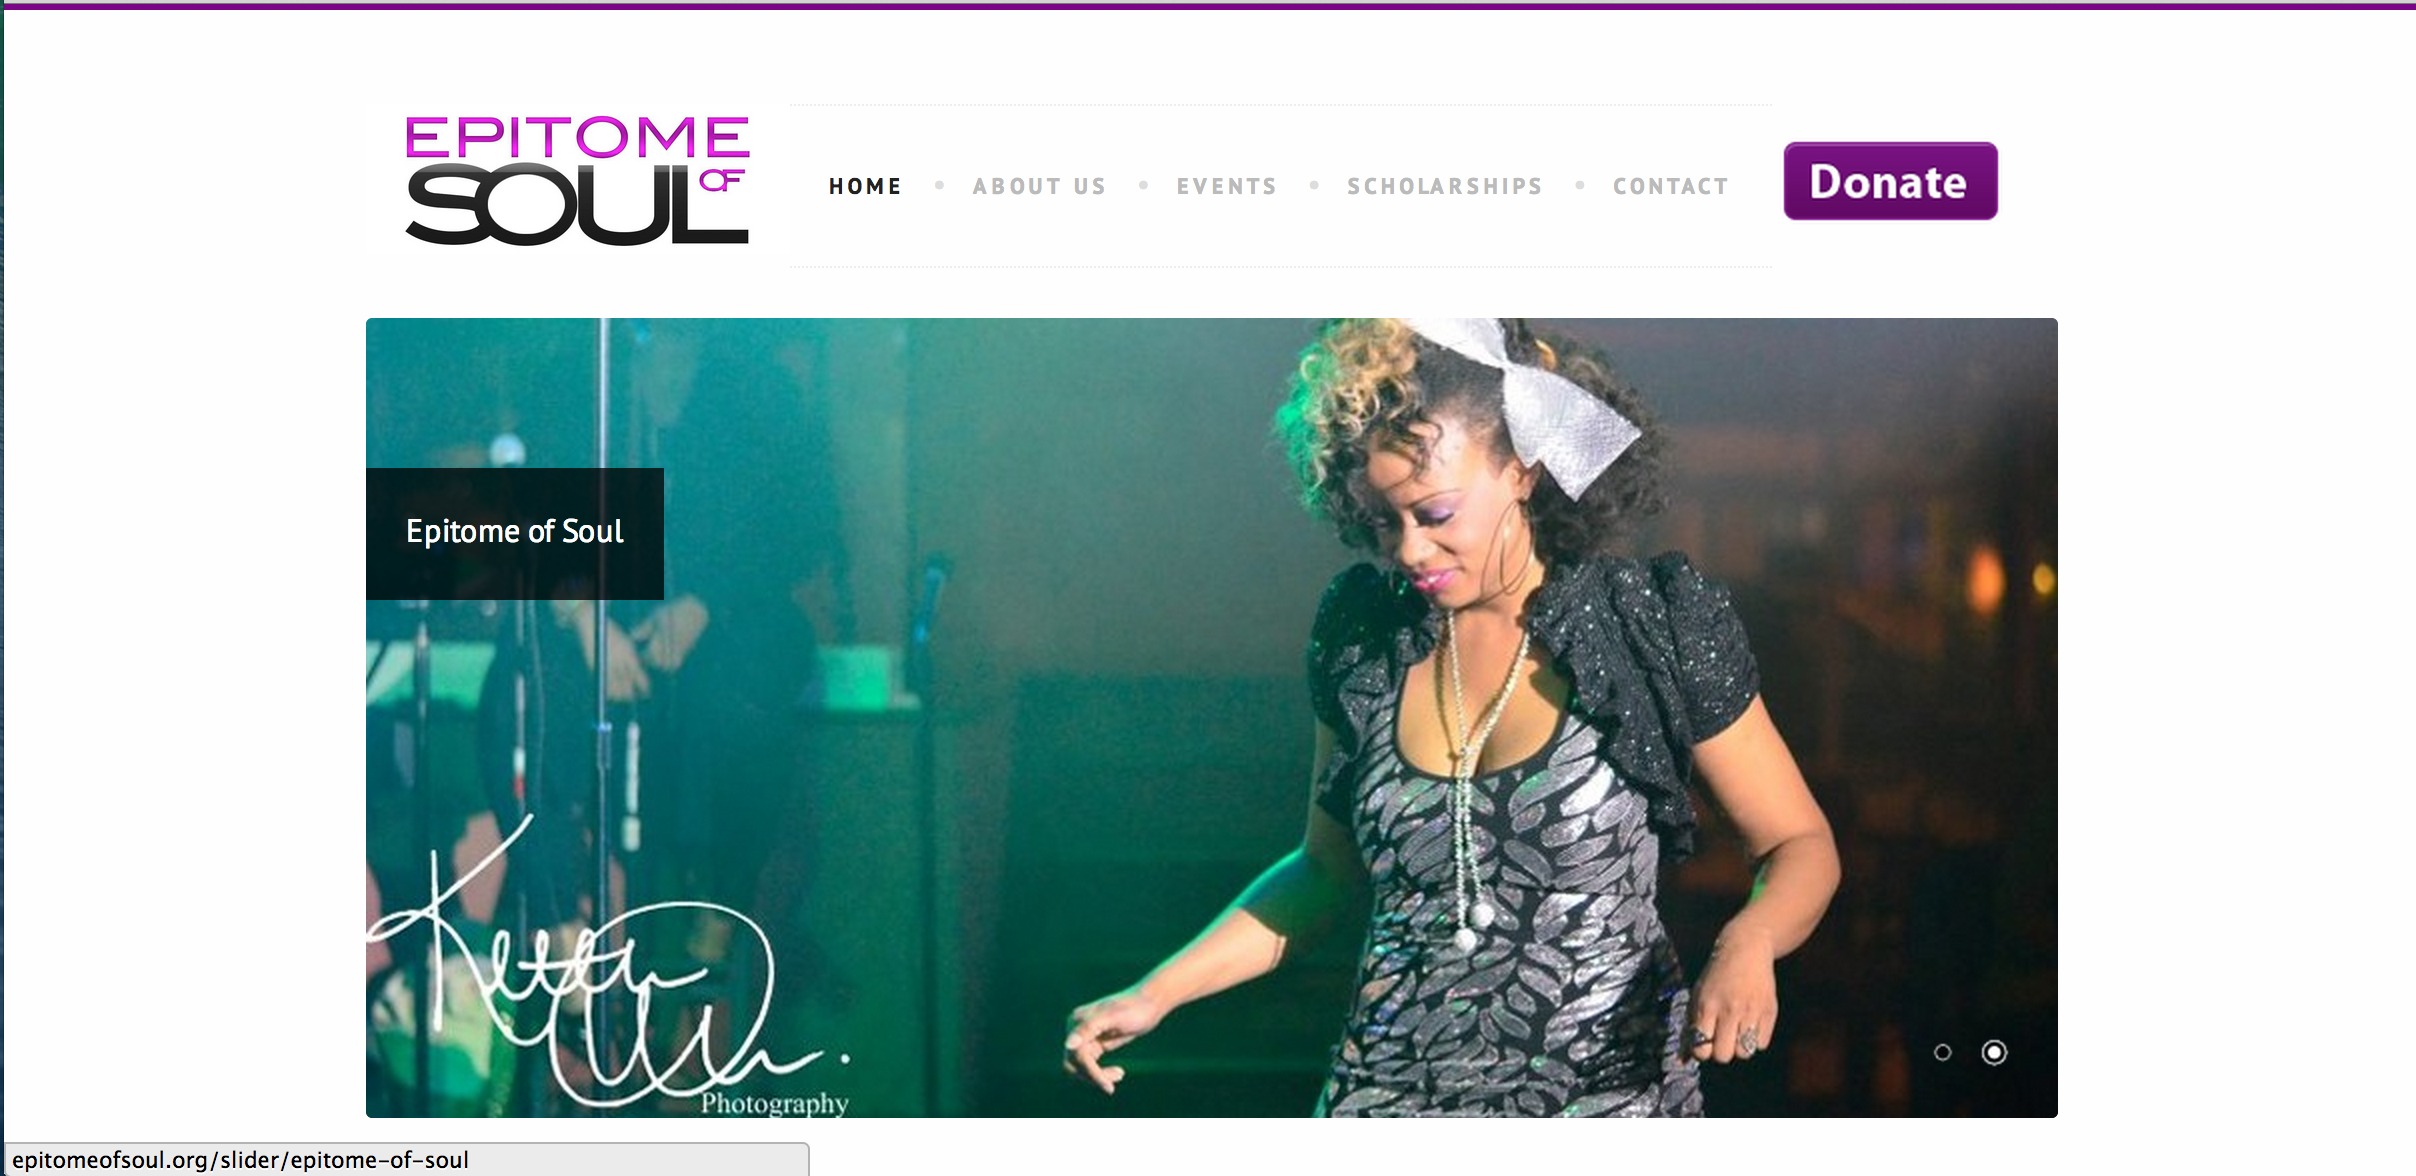 EPITOME
OF
SOUL
HOME • ABOUT US • EVENTS • SCHOLARSHIPS • CONTACT
Donate
Epitome of Soul
Photography
epitomeofsoul.org/slider/epitome-of-soul